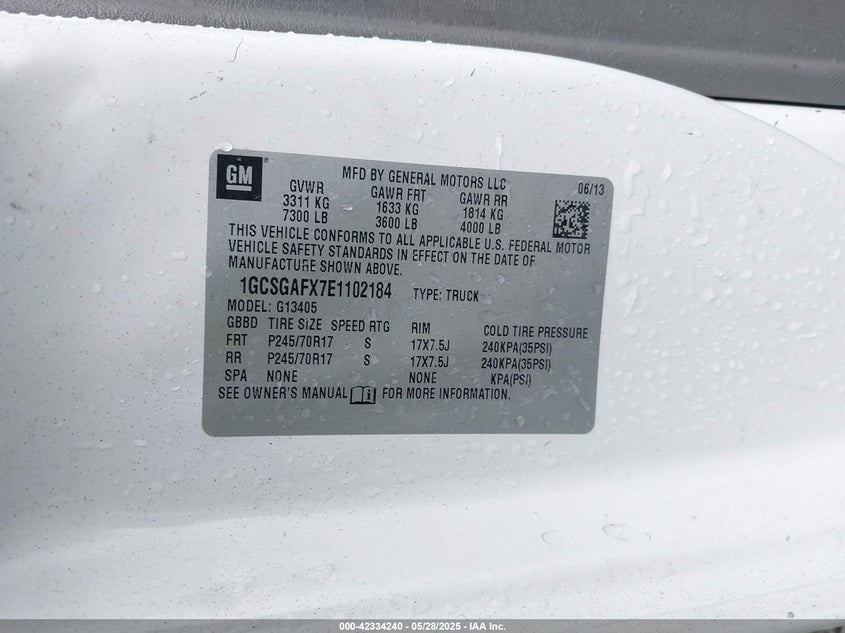 GM
®
MFD BY GENERAL MOTORS LLC
06/13
GVWR GAWR FRT GAWR RR
3311 KG 1633 KG 1814 KG
7300 LB 3600 LB 4000 LB
THIS VEHICLE CONFORMS TO ALL APPLICABLE U.S. FEDERAL MOTOR
VEHICLE SAFETY STANDARDS IN EFFECT ON THE DATE OF
MANUFACTURE SHOWN ABOVE.
1GCSGAFX7E1102184 TYPE: TRUCK
MODEL: G13405
GBBD TIRE SIZE SPEED RTG RIM COLD TIRE PRESSURE
FRT P245/70R17 S 17X7.5J 240KPA(35PSI)
RR P245/70R17 S 17X7.5J 240KPA(35PSI)
SPA NONE NONE KPA(PSI)
SEE OWNER'S MANUAL i FOR MORE INFORMATION.
000-42334240 - 05/28/2025 - IAA Inc.